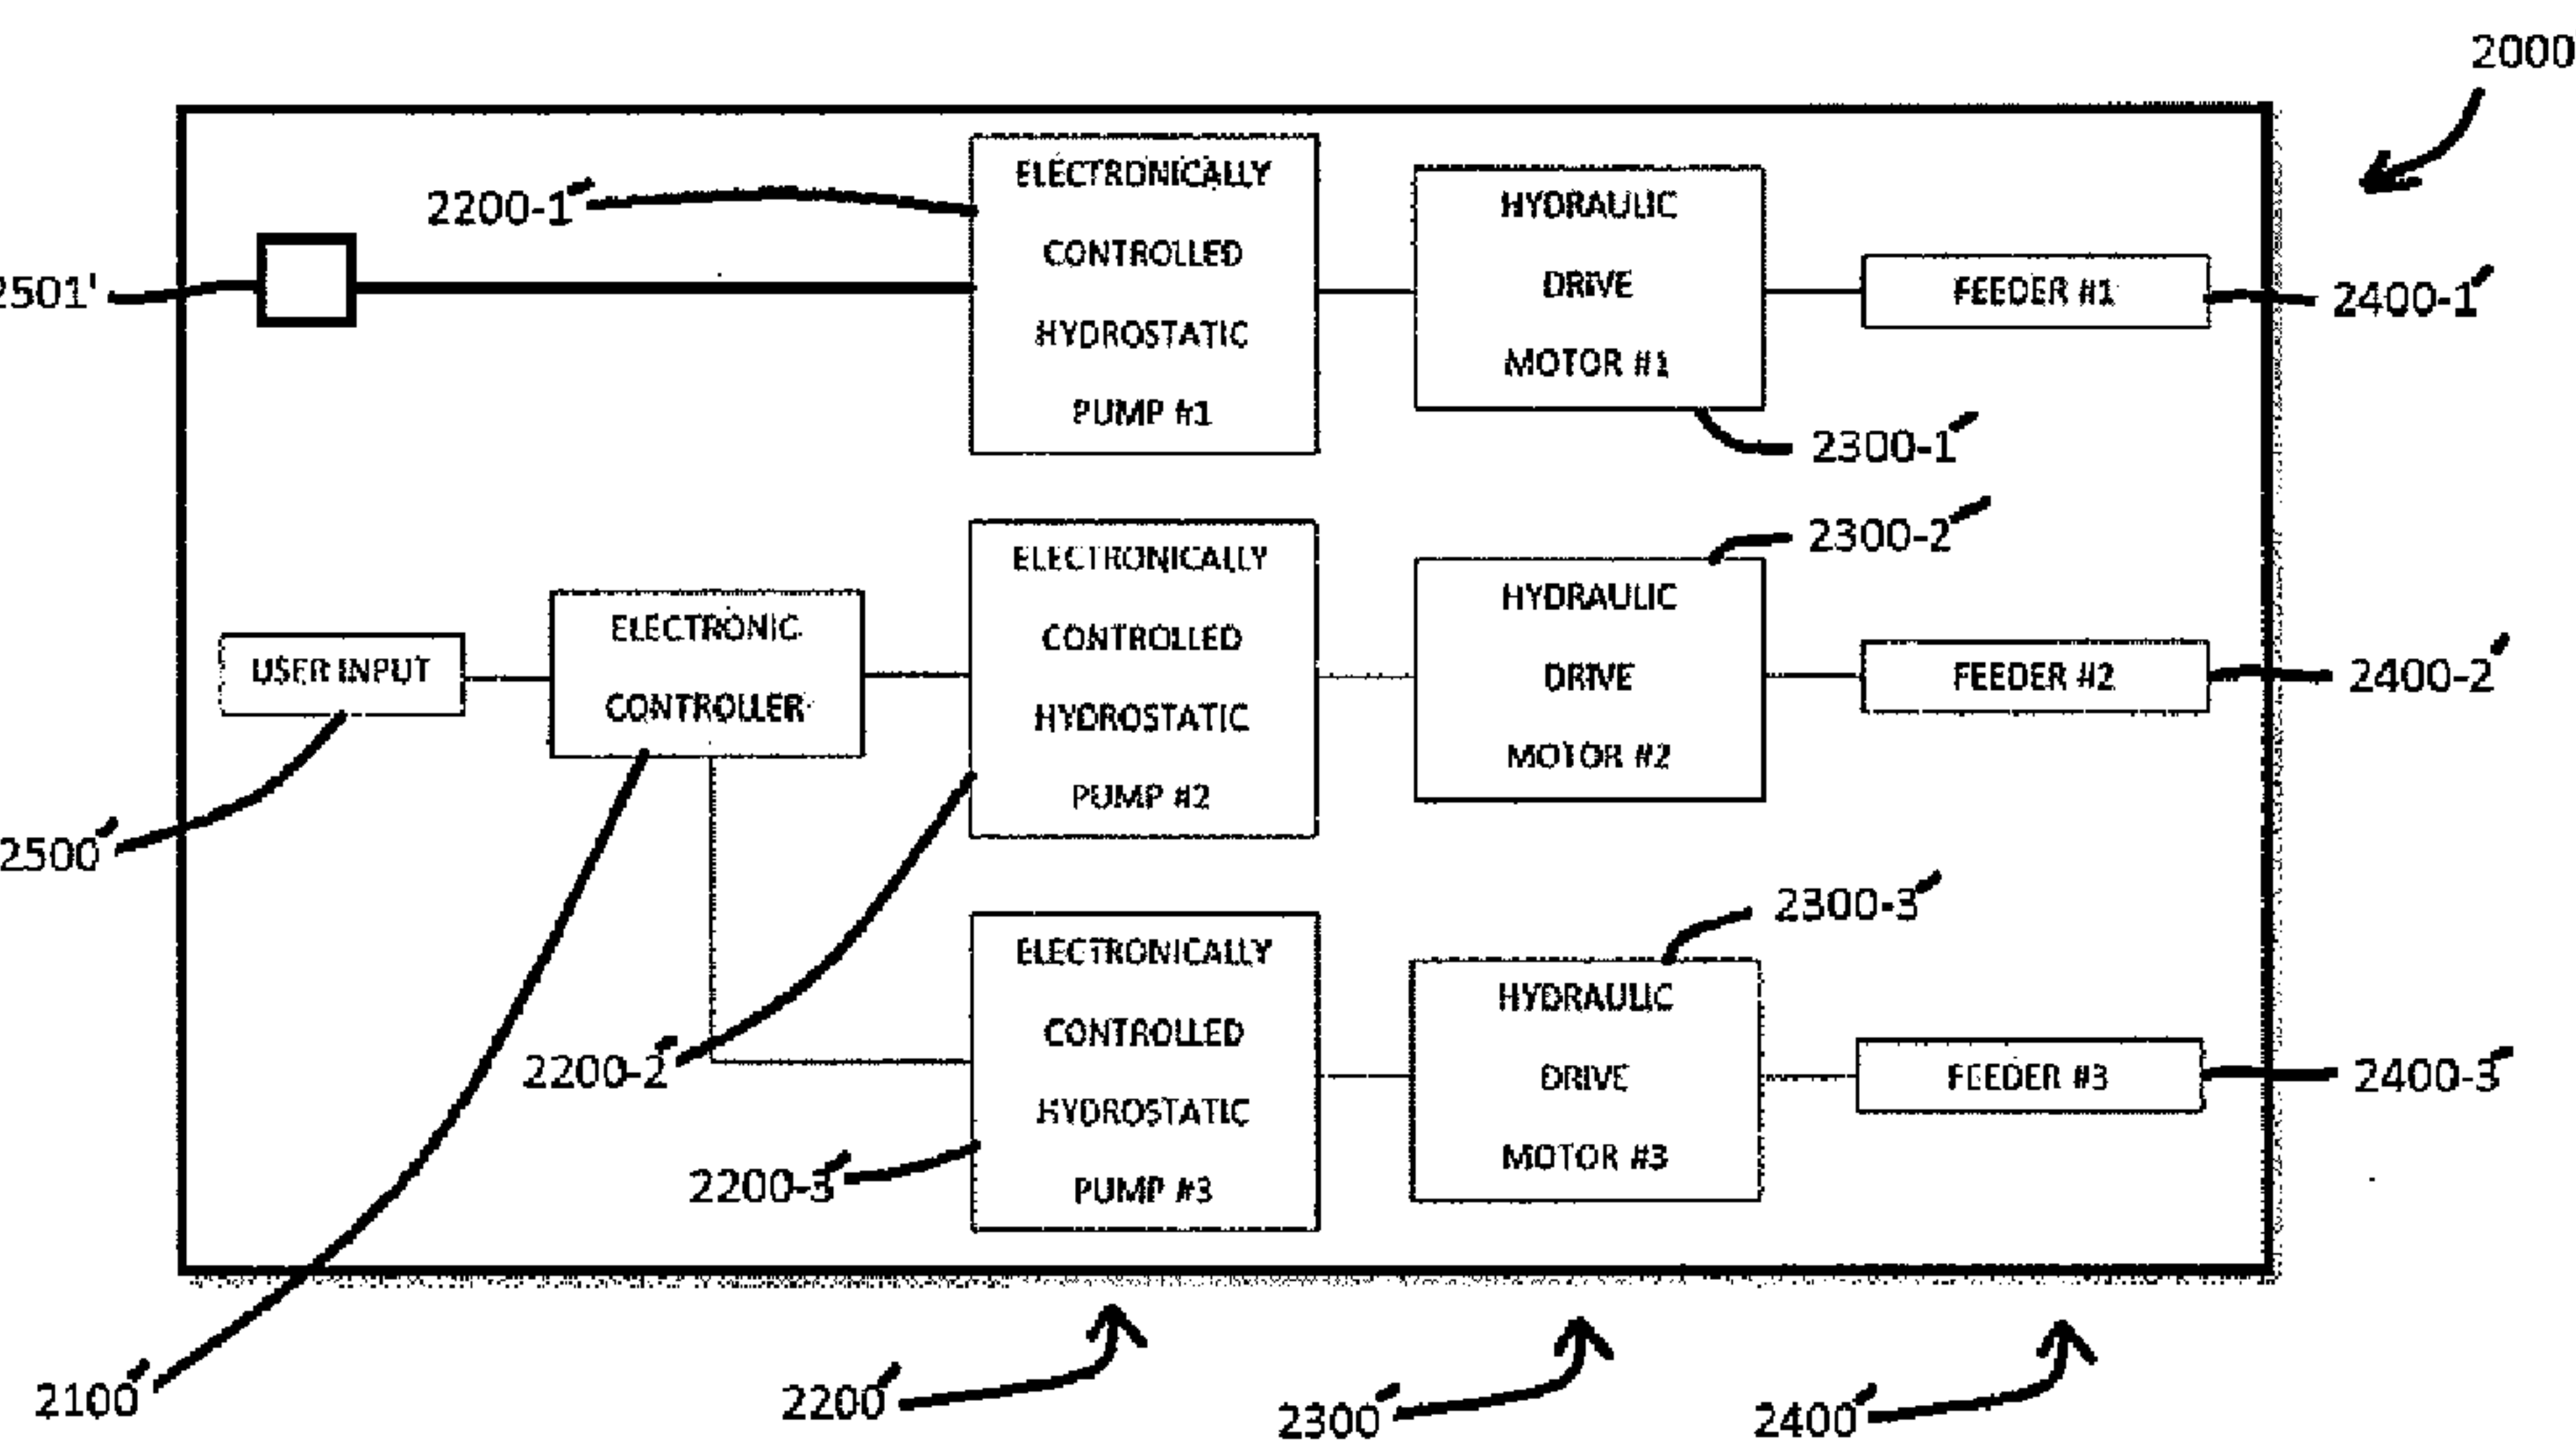 2000
2200-1'
ELECTRONICALLY
CONTROLLED
HYDROSTATIC
PUMP #1
HYDRAULIC
DRIVE
MOTOR #1
FEEDER #1
2501'
2400-1'
2300-1'
2300-2'
ELECTRONICALLY
CONTROLLED
HYDROSTATIC
PUMP #2
HYDRAULIC
DRIVE
MOTOR #2
ELECTRONIC
CONTROLLER
USER INPUT
FEEDER #2
2400-2'
2500'
2300-3'
ELECTRONICALLY
CONTROLLED
HYDROSTATIC
PUMP #3
HYDRAULIC
DRIVE
MOTOR #3
2200-2'
FEEDER #3
2400-3'
2200-3'
2100'
2200'
2300'
2400'